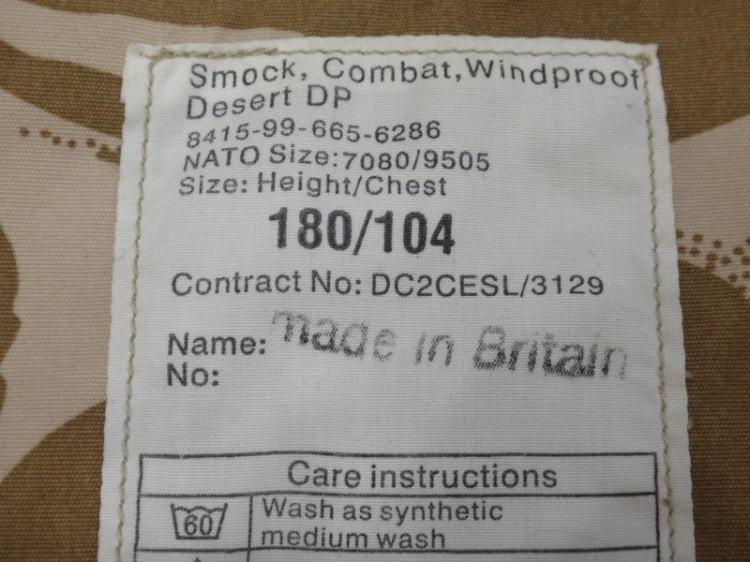 Smock, Combat, Windproof
Desert DP
8415-99-665-6286
NATO Size:7080/9505
Size: Height/Chest
180/104
Contract No: DC2CESL/3129
Name: made in Britain
No:
Care instructions
60 Wash as synthetic
medium wash